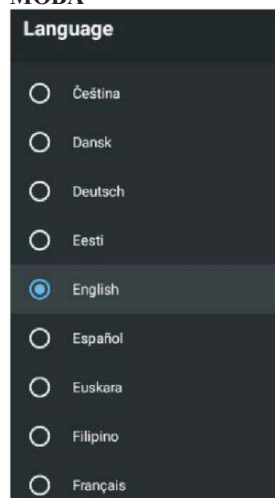 МОВА
Language
Čeština
Dansk
Deutsch
Eesti
English
Español
Euskara
Filipino
Français